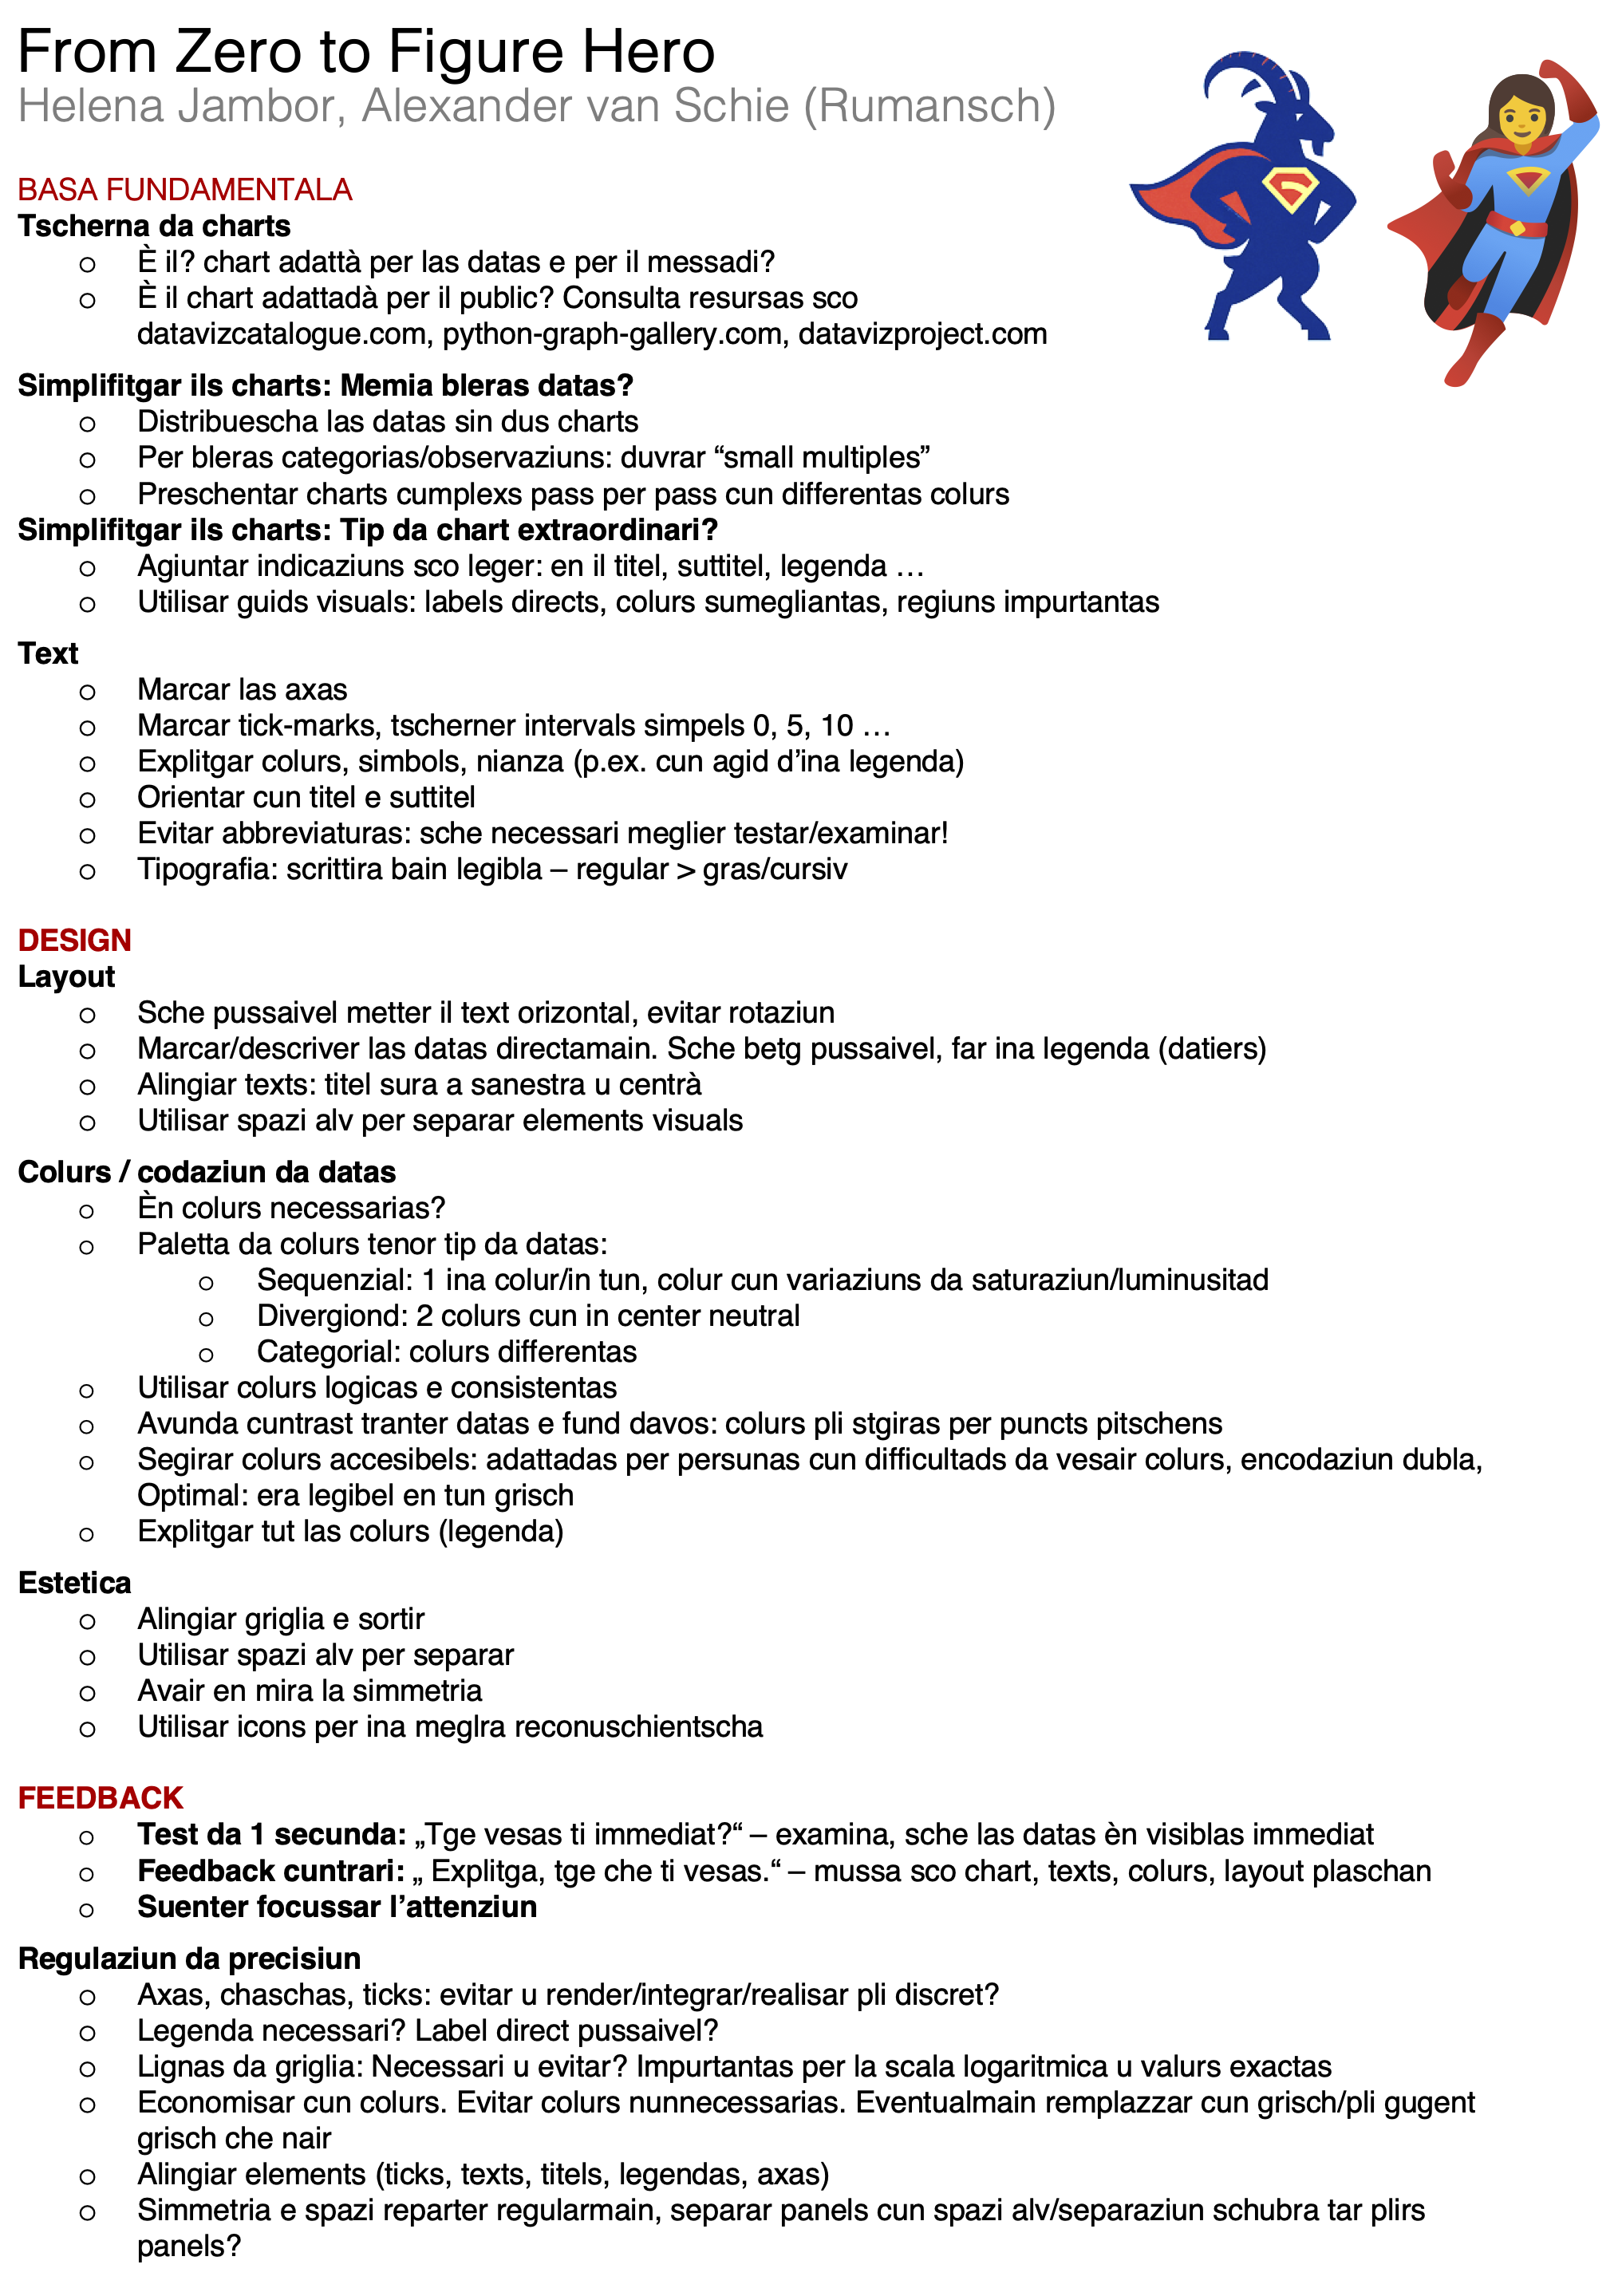 From Zero to Figure Hero
Helena Jambor, Alexander van Schie (Rumansch)
BASA FUNDAMENTALA
Tscherna da charts
○ È il? chart adattà per las datas e per il messadi?
○ È il chart adattadà per il public? Consulta resursas sco
datavizcatalogue.com, python-graph-gallery.com, datavizproject.com
Simplifitgar ils charts: Memia bleras datas?
○ Distribuescha las datas sin dus charts
○ Per bleras categorias/observaziuns: duvrar “small multiples”
○ Preschentar charts cumplexs pass per pass cun differentas colurs
Simplifitgar ils charts: Tip da chart extraordinari?
○ Agiuntar indicaziuns sco leger: en il titel, suttitel, legenda …
○ Utilisar guids visuals: labels directs, colurs sumegliantas, regiuns impurtantas
Text
○ Marcar las axas
○ Marcar tick-marks, tscherner intervals simpels 0, 5, 10 …
○ Explitgar colurs, simbols, nianza (p.ex. cun agid d’ina legenda)
○ Orientar cun titel e suttitel
○ Evitar abbreviaturas: sche necessari meglier testar/examinar!
○ Tipografia: scrittira bain legibla – regular > gras/cursiv
DESIGN
Layout
○ Sche pussaivel metter il text orizontal, evitar rotaziun
○ Marcar/descriver las datas directamain. Sche betg pussaivel, far ina legenda (datiers)
○ Alingiar texts: titel sura a sanestra u centrà
○ Utilisar spazi alv per separar elements visuals
Colurs / codaziun da datas
○ Èn colurs necessarias?
○ Paletta da colurs tenor tip da datas:
○ Sequenzial: 1 ina colur/in tun, colur cun variaziuns da saturaziun/luminusitad
○ Divergiond: 2 colurs cun in center neutral
○ Categorial: colurs differentas
○ Utilisar colurs logicas e consistentas
○ Avunda cuntrast tranter datas e fund davos: colurs pli stgiras per puncts pitschens
○ Segirar colurs accesibels: adattadas per persunas cun difficultads da vesair colurs, encodaziun dubla,
Optimal: era legibel en tun grisch
○ Explitgar tut las colurs (legenda)
Estetica
○ Alingiar griglia e sortir
○ Utilisar spazi alv per separar
○ Avair en mira la simmetria
○ Utilisar icons per ina meglra reconuschientscha
FEEDBACK
○ Test da 1 secunda: „Tge vesas ti immediat?“ – examina, sche las datas èn visiblas immediat
○ Feedback cuntrari: „ Explitga, tge che ti vesas.“ – mussa sco chart, texts, colurs, layout plaschan
○ Suenter focussar l’attenziun
Regulaziun da precisiun
○ Axas, chaschas, ticks: evitar u render/integrar/realisar pli discret?
○ Legenda necessari? Label direct pussaivel?
○ Lignas da griglia: Necessari u evitar? Impurtantas per la scala logaritmica u valurs exactas
○ Economisar cun colurs. Evitar colurs nunnecessarias. Eventualmain remplazzar cun grisch/pli gugent
grisch che nair
○ Alingiar elements (ticks, texts, titels, legendas, axas)
○ Simmetria e spazi reparter regularmain, separar panels cun spazi alv/separaziun schubra tar plirs
panels?